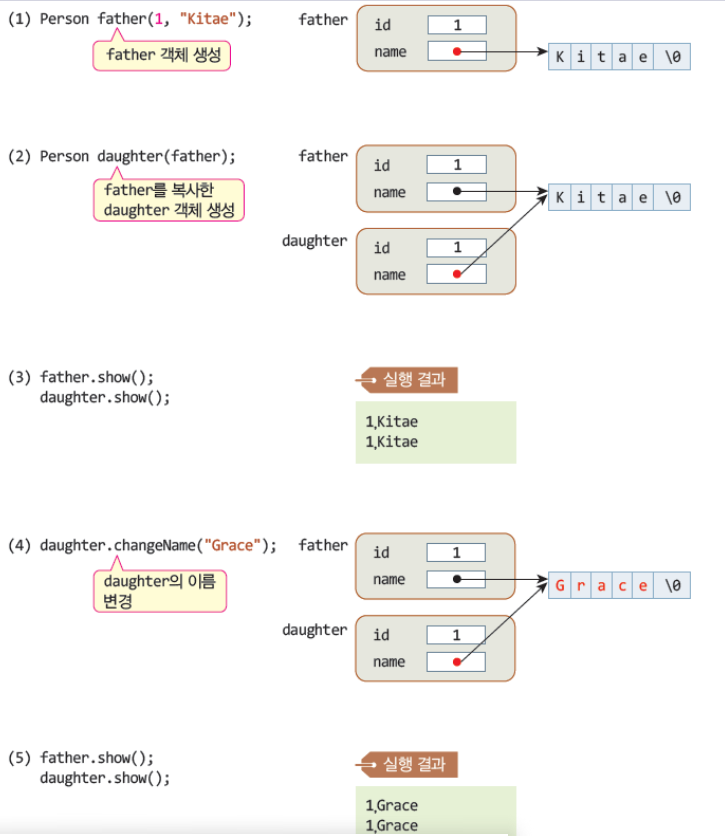 (1) Person father(1, "Kitae");
father 객체 생성
father
id 1
name
K i t a e \0
(2) Person daughter(father);
father를 복사한
daughter 객체 생성
father
id 1
name
K i t a e \0
daughter
id 1
name
(3) father.show();
daughter.show();
실행 결과
1,Kitae
1,Kitae
(4) daughter.changeName("Grace");
daughter의 이름
변경
father
id 1
name
G r a c e \0
daughter
id 1
name
(5) father.show();
daughter.show();
실행 결과
1,Grace
1,Grace